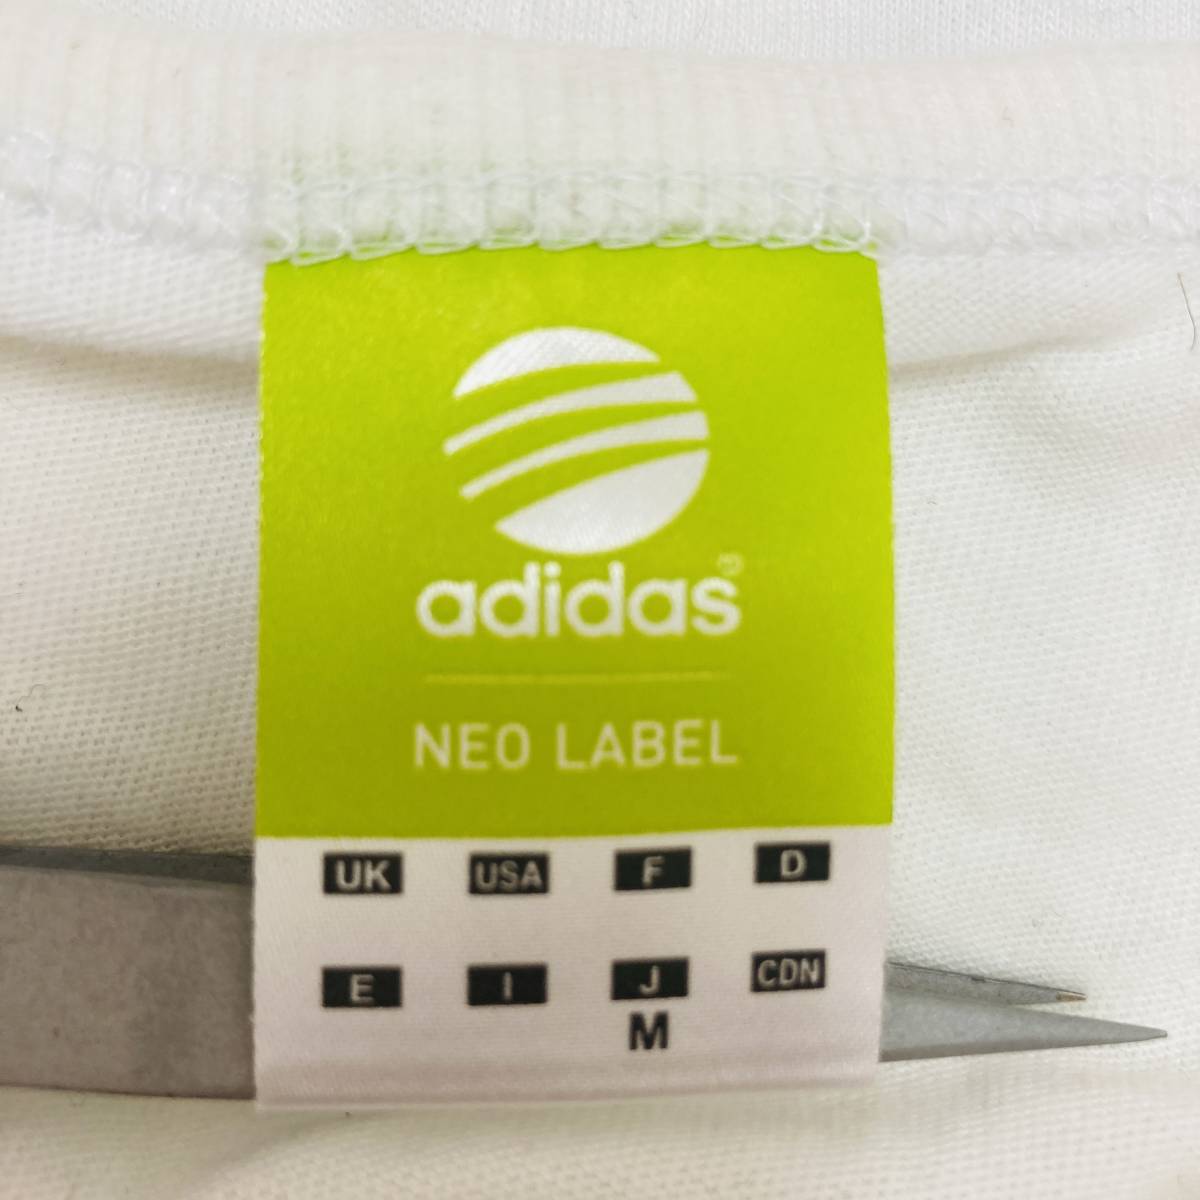 adidas
NEO LABEL
UK USA F D
E I J CDN
M